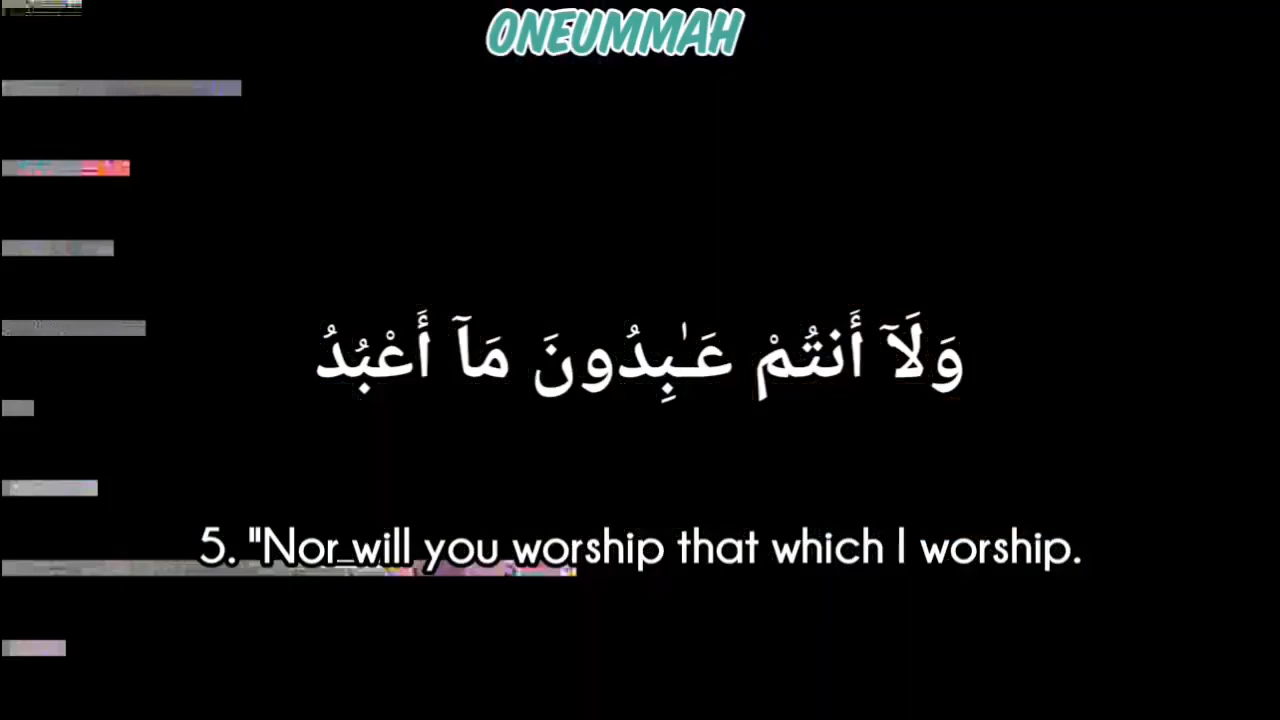 ONEUMMAH
وَلَآ أَنتُمْ عَـٰبِدُونَ مَآ أَعْبُدُ
5. "Nor will you worship that which I worship.